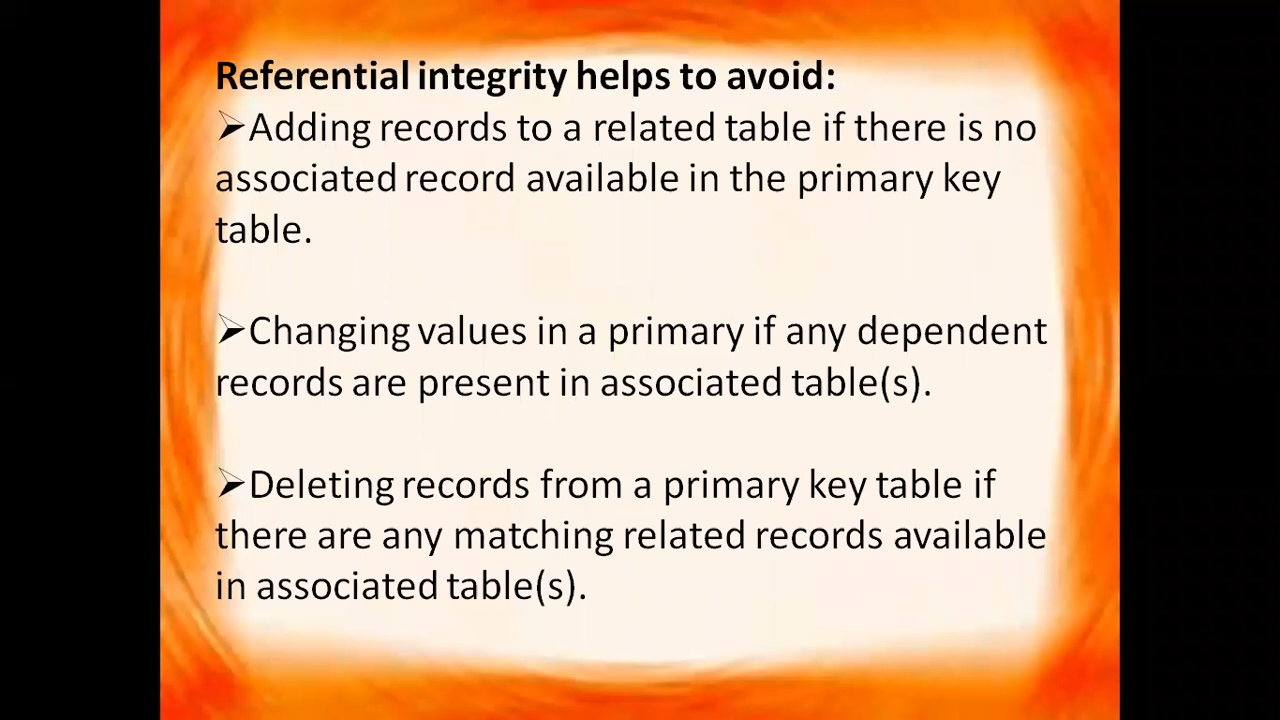 Referential integrity helps to avoid:
➢Adding records to a related table if there is no
associated record available in the primary key
table.
➢Changing values in a primary if any dependent
records are present in associated table(s).
➢Deleting records from a primary key table if
there are any matching related records available
in associated table(s).